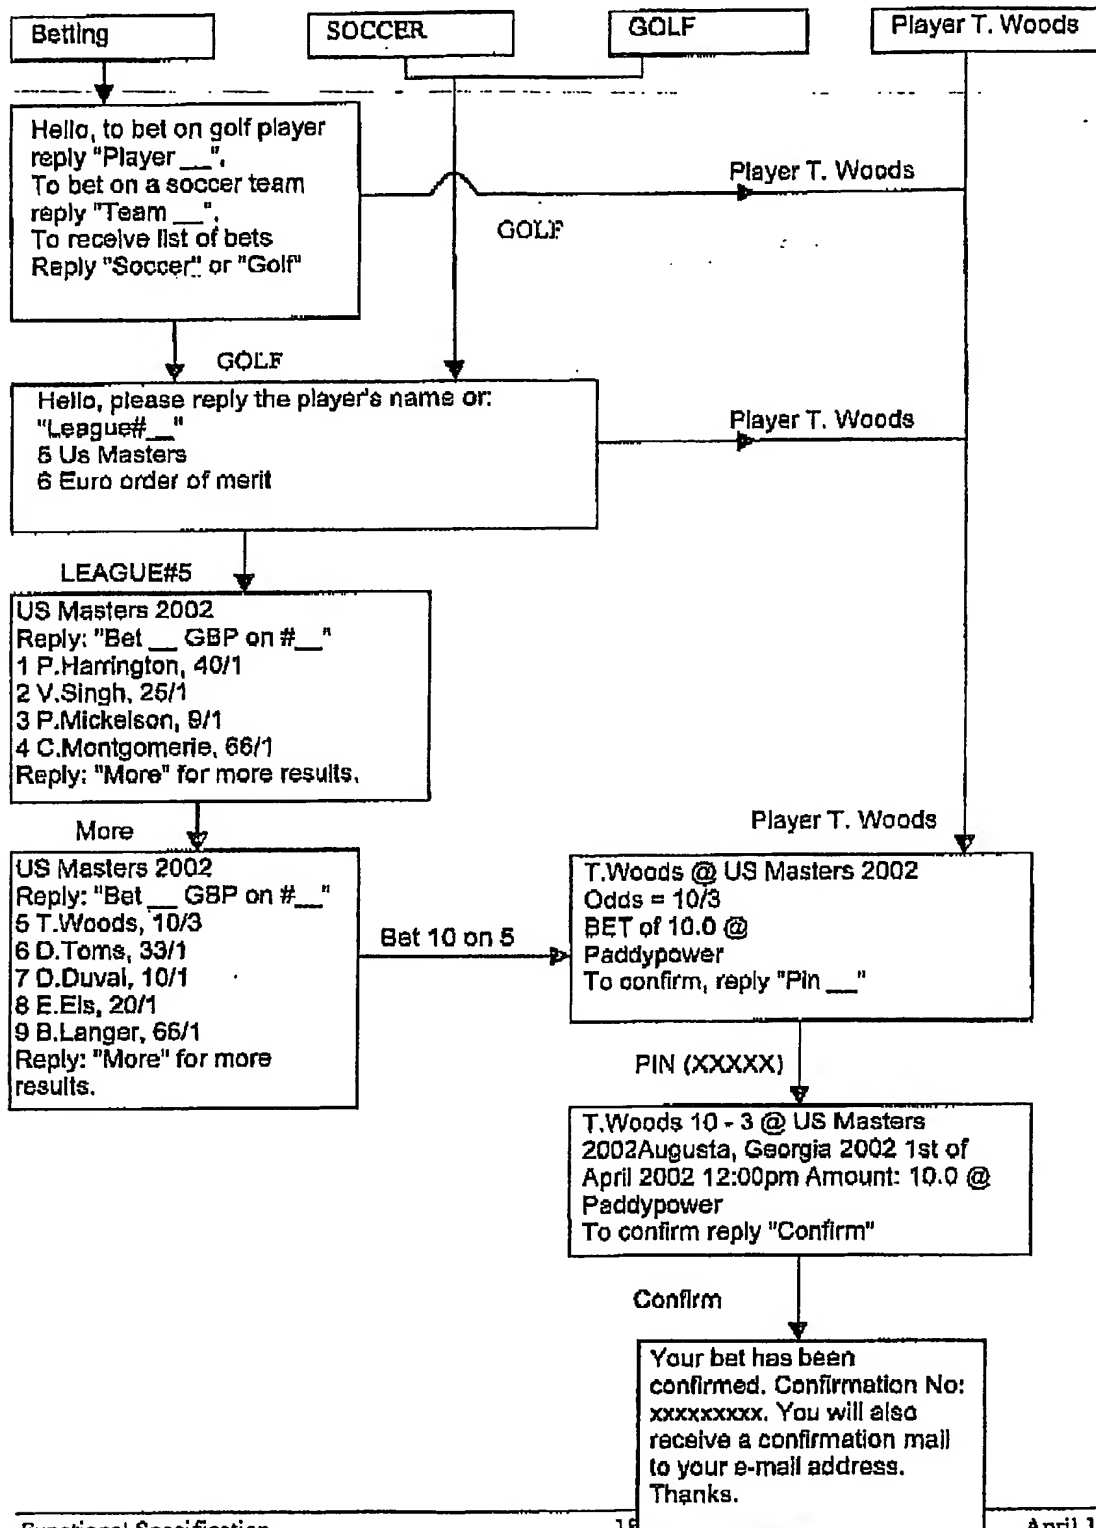 Betting
SOCCER
GOLF
Player T. Woods
Hello, to bet on golf player
reply "Player __",
To bet on a soccer team
reply "Team __",
To receive list of bets
Reply "Soccer" or "Golf"
Player T. Woods
GOLF
GOLF
Hello, please reply the player's name or:
"League#__"
5 Us Masters
6 Euro order of merit
Player T. Woods
LEAGUE#5
US Masters 2002
Reply: "Bet __ GBP on #__"
1 P.Harrington, 40/1
2 V.Singh, 25/1
3 P.Mickelson, 9/1
4 C.Montgomerie, 66/1
Reply: "More" for more results.
More
Player T. Woods
US Masters 2002
Reply: "Bet __ GBP on #__"
5 T.Woods, 10/3
6 D.Toms, 33/1
7 D.Duval, 10/1
8 E.Els, 20/1
9 B.Langer, 66/1
Reply: "More" for more
results.
Bet 10 on 5
T.Woods @ US Masters 2002
Odds = 10/3
BET of 10.0 @
Paddypower
To confirm, reply "Pin __"
PIN (XXXXX)
T.Woods 10 - 3 @ US Masters
2002Augusta, Georgia 2002 1st of
April 2002 12:00pm Amount: 10.0 @
Paddypower
To confirm reply "Confirm"
Confirm
Your bet has been
confirmed. Confirmation No:
xxxxxxxxx. You will also
receive a confirmation mail
to your e-mail address.
Thanks.
Functional Specification
April 1